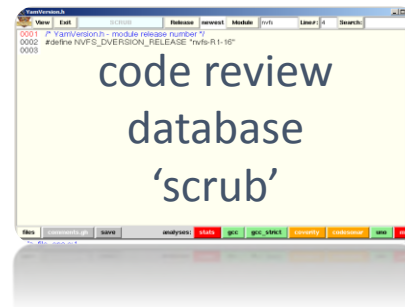 YamVersion.h
View Exit SCRUB Release newest Module nvfs Line#: 4 Search:
0001 /* YamVersion.h - module release number */
0002 #define NVFS_DVERSION_RELEASE "nvfs-R1-16"
0003
code review
database
‘scrub’
files comments.gh save analyses: stats gcc gcc_strict coverity codesonar uno